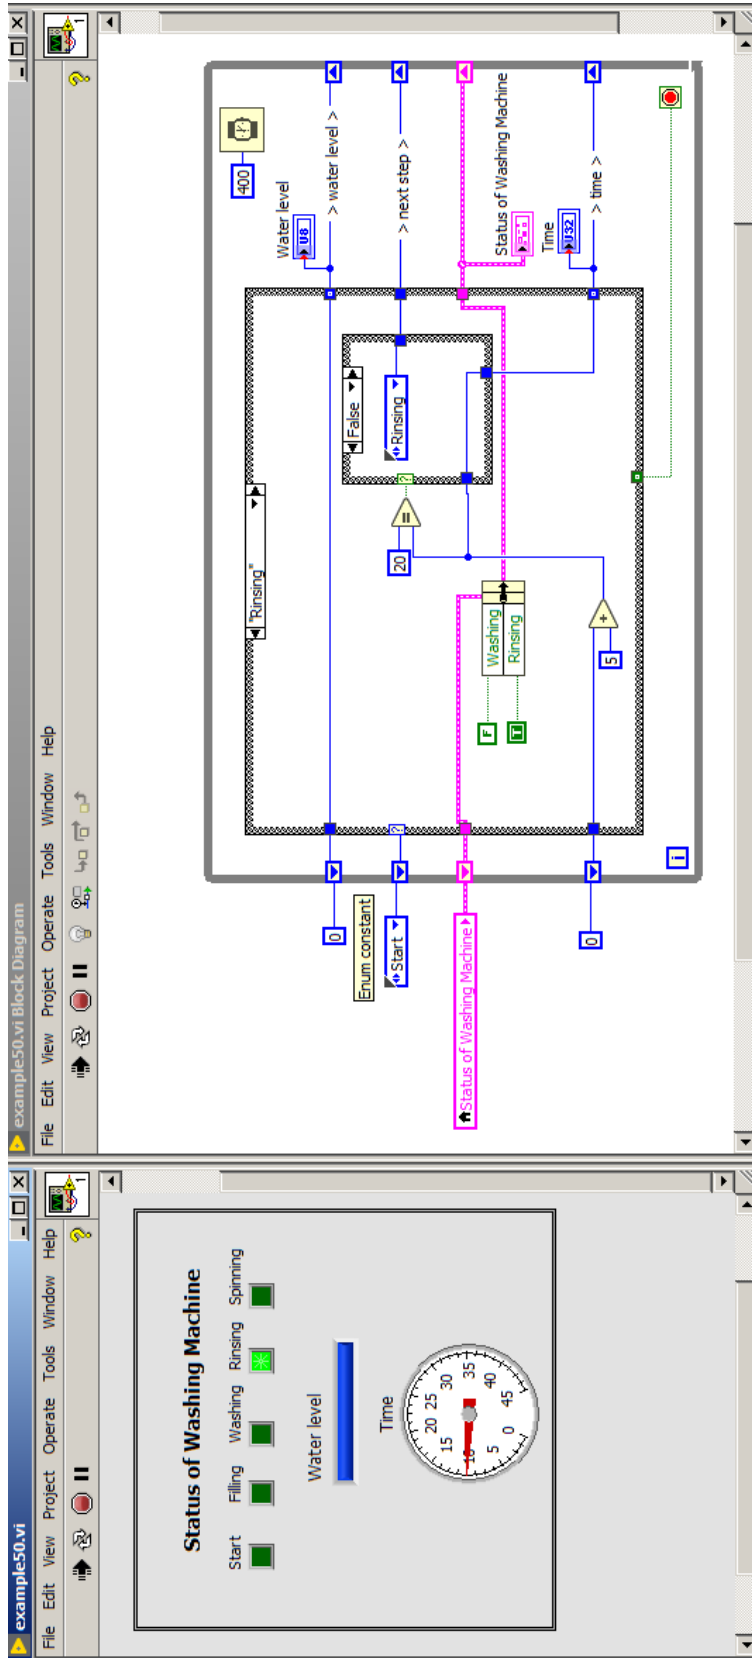 example50.vi
File Edit View Project Operate Tools Window Help
1
Status of Washing Machine
Start Filling Washing Rinsing Spinning
Water level
Time
0 5 10 15 20 25 30 35 40 45
example50.vi Block Diagram
File Edit View Project Operate Tools Window Help
1
400
Water level
U8
> water level >
> next step >
Status of Washing Machine
Time
U32
> time >
"Rinsing"
False
Rinsing
20
=
Washing
Rinsing
F
T
+
5
0
Enum constant
Start
Status of Washing Machine
0
?
?
i